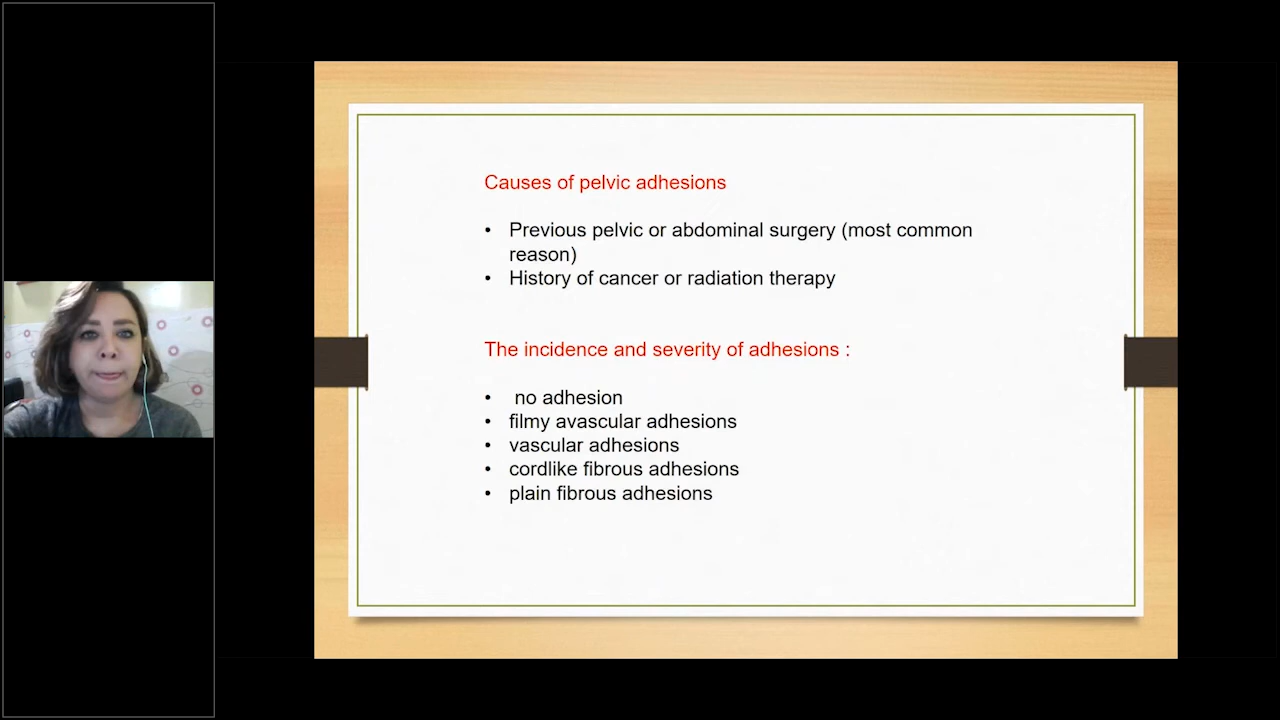 Causes of pelvic adhesions
• Previous pelvic or abdominal surgery (most common
reason)
• History of cancer or radiation therapy
The incidence and severity of adhesions :
• no adhesion
• filmy avascular adhesions
• vascular adhesions
• cordlike fibrous adhesions
• plain fibrous adhesions